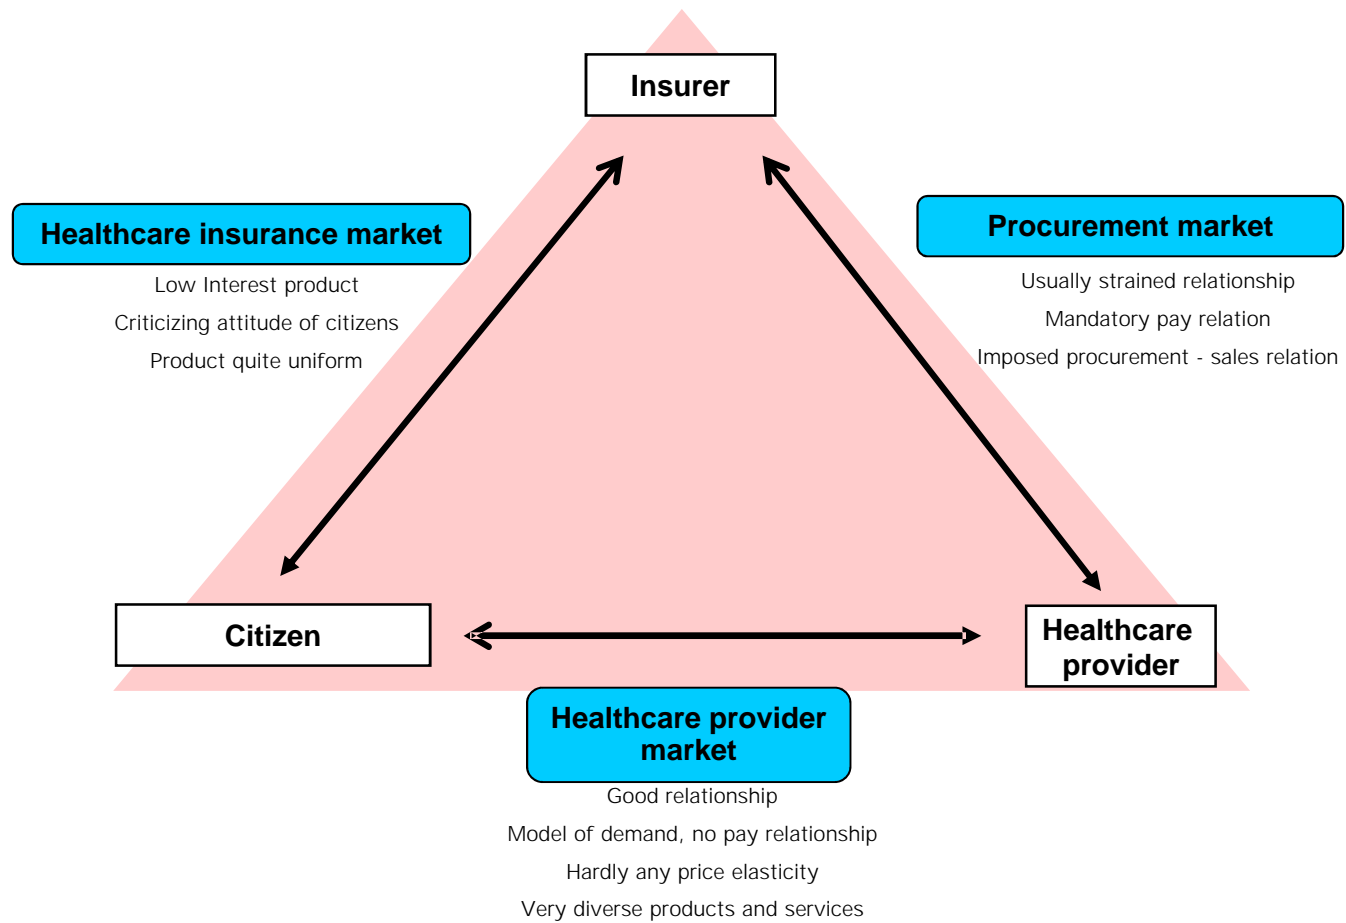 Insurer
Healthcare insurance market
Low Interest product
Criticizing attitude of citizens
Product quite uniform
Procurement market
Usually strained relationship
Mandatory pay relation
Imposed procurement - sales relation
Citizen
Healthcare
provider
Healthcare provider
market
Good relationship
Model of demand, no pay relationship
Hardly any price elasticity
Very diverse products and services